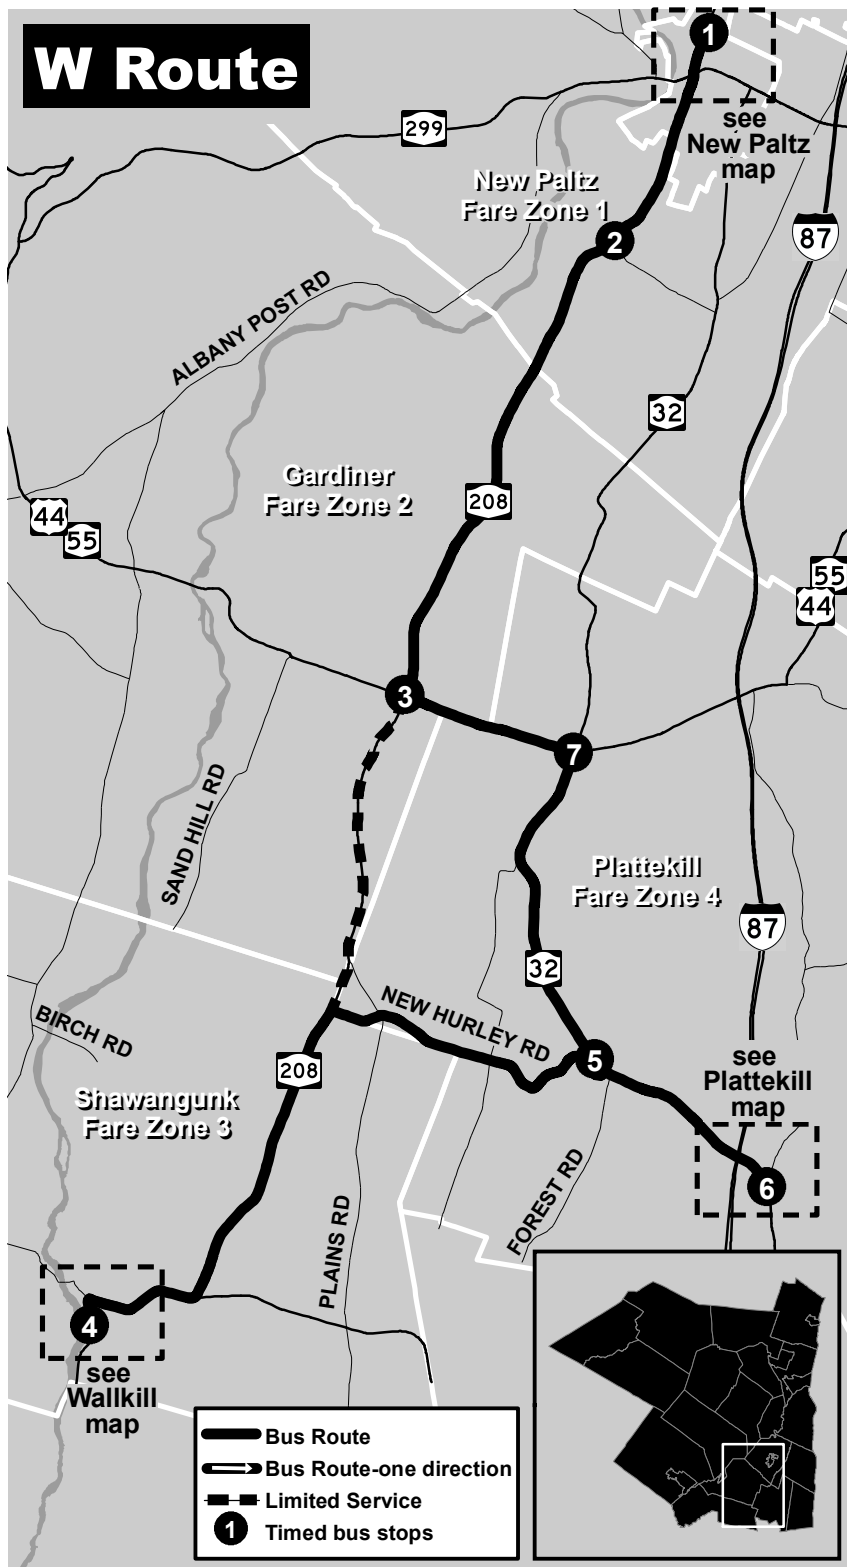 W Route
1
299
see
New Paltz
map
New Paltz
Fare Zone 1
2
87
ALBANY POST RD
32
Gardiner
Fare Zone 2
208
44
55
55
44
3
7
SAND HILL RD
Plattekill
Fare Zone 4
87
32
NEW HURLEY RD
BIRCH RD
208
5
see
Plattekill
map
Shawangunk
Fare Zone 3
6
FOREST RD
PLAINS RD
4
see
Wallkill
map
Bus Route
Bus Route-one direction
Limited Service
1 Timed bus stops